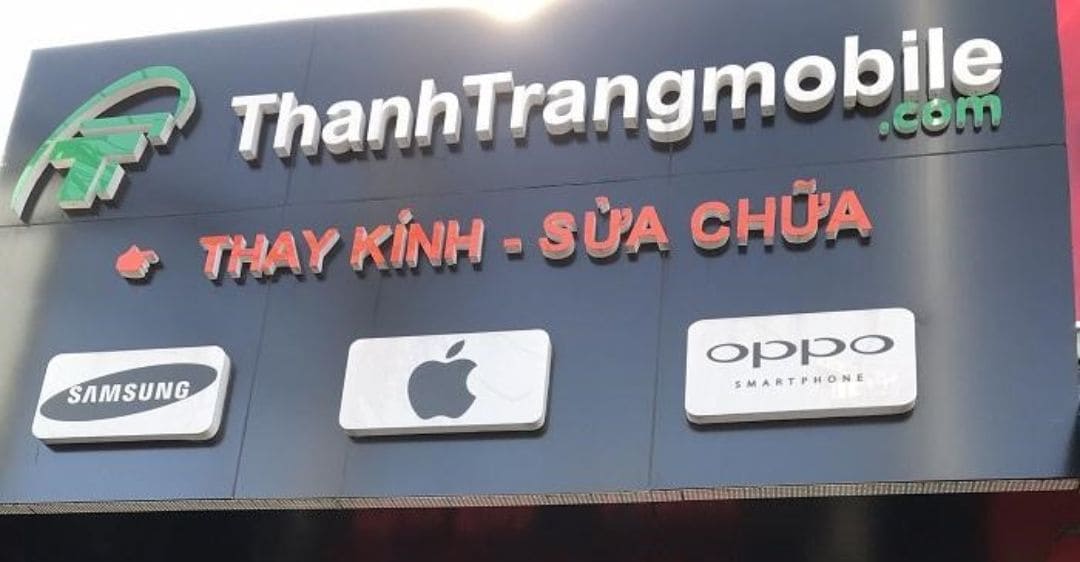 ThanhTrangmobile
.com
THAY KÍNH - SỬA CHỮA
SAMSUNG
oppo
SMARTPHONE